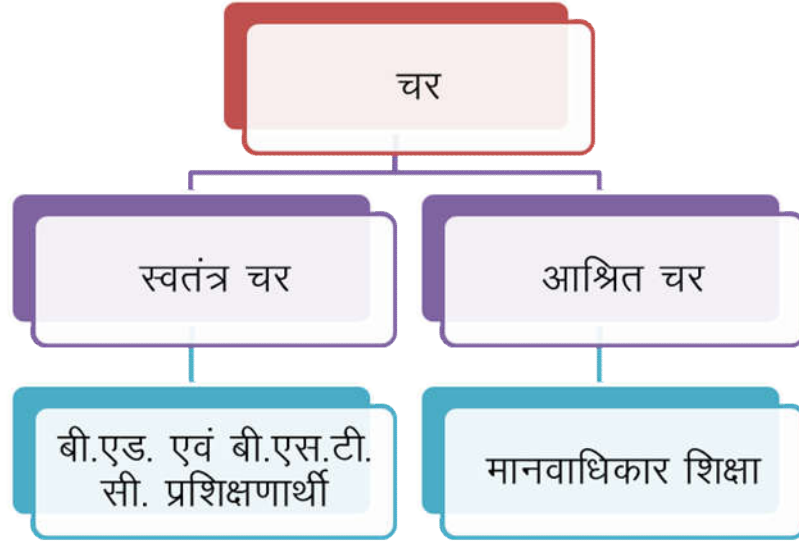 चर
स्वतंत्र चर
आश्रित चर
बी.एड. एवं बी.एस.टी.
सी. प्रशिक्षणार्थी
मानवाधिकार शिक्षा